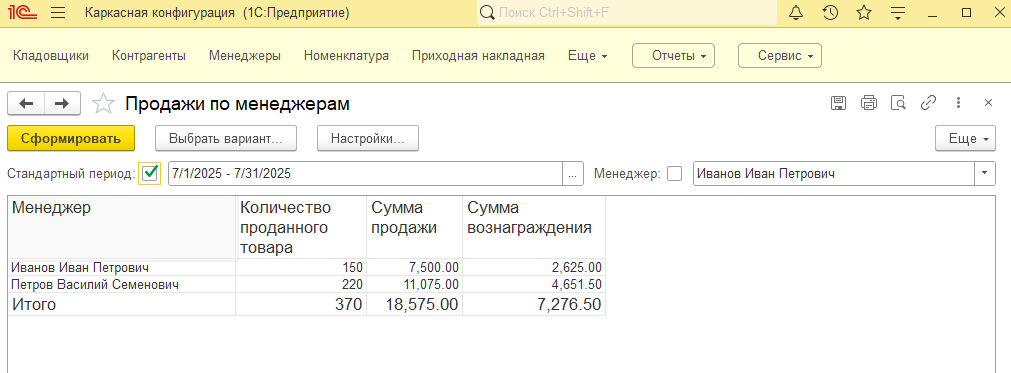 1С Каркасная конфигурация (1С:Предприятие) Поиск Ctrl+Shift+F
Кладовщики Контрагенты Менеджеры Номенклатура Приходная накладная Еще Отчеты Сервис
Продажи по менеджерам
Сформировать Выбрать вариант... Настройки... Еще
Стандартный период: 7/1/2025 - 7/31/2025 ... Менеджер: Иванов Иван Петрович
Менеджер Количество проданного товара Сумма продажи Сумма вознаграждения
Иванов Иван Петрович 150 7,500.00 2,625.00
Петров Василий Семенович 220 11,075.00 4,651.50
Итого 370 18,575.00 7,276.50